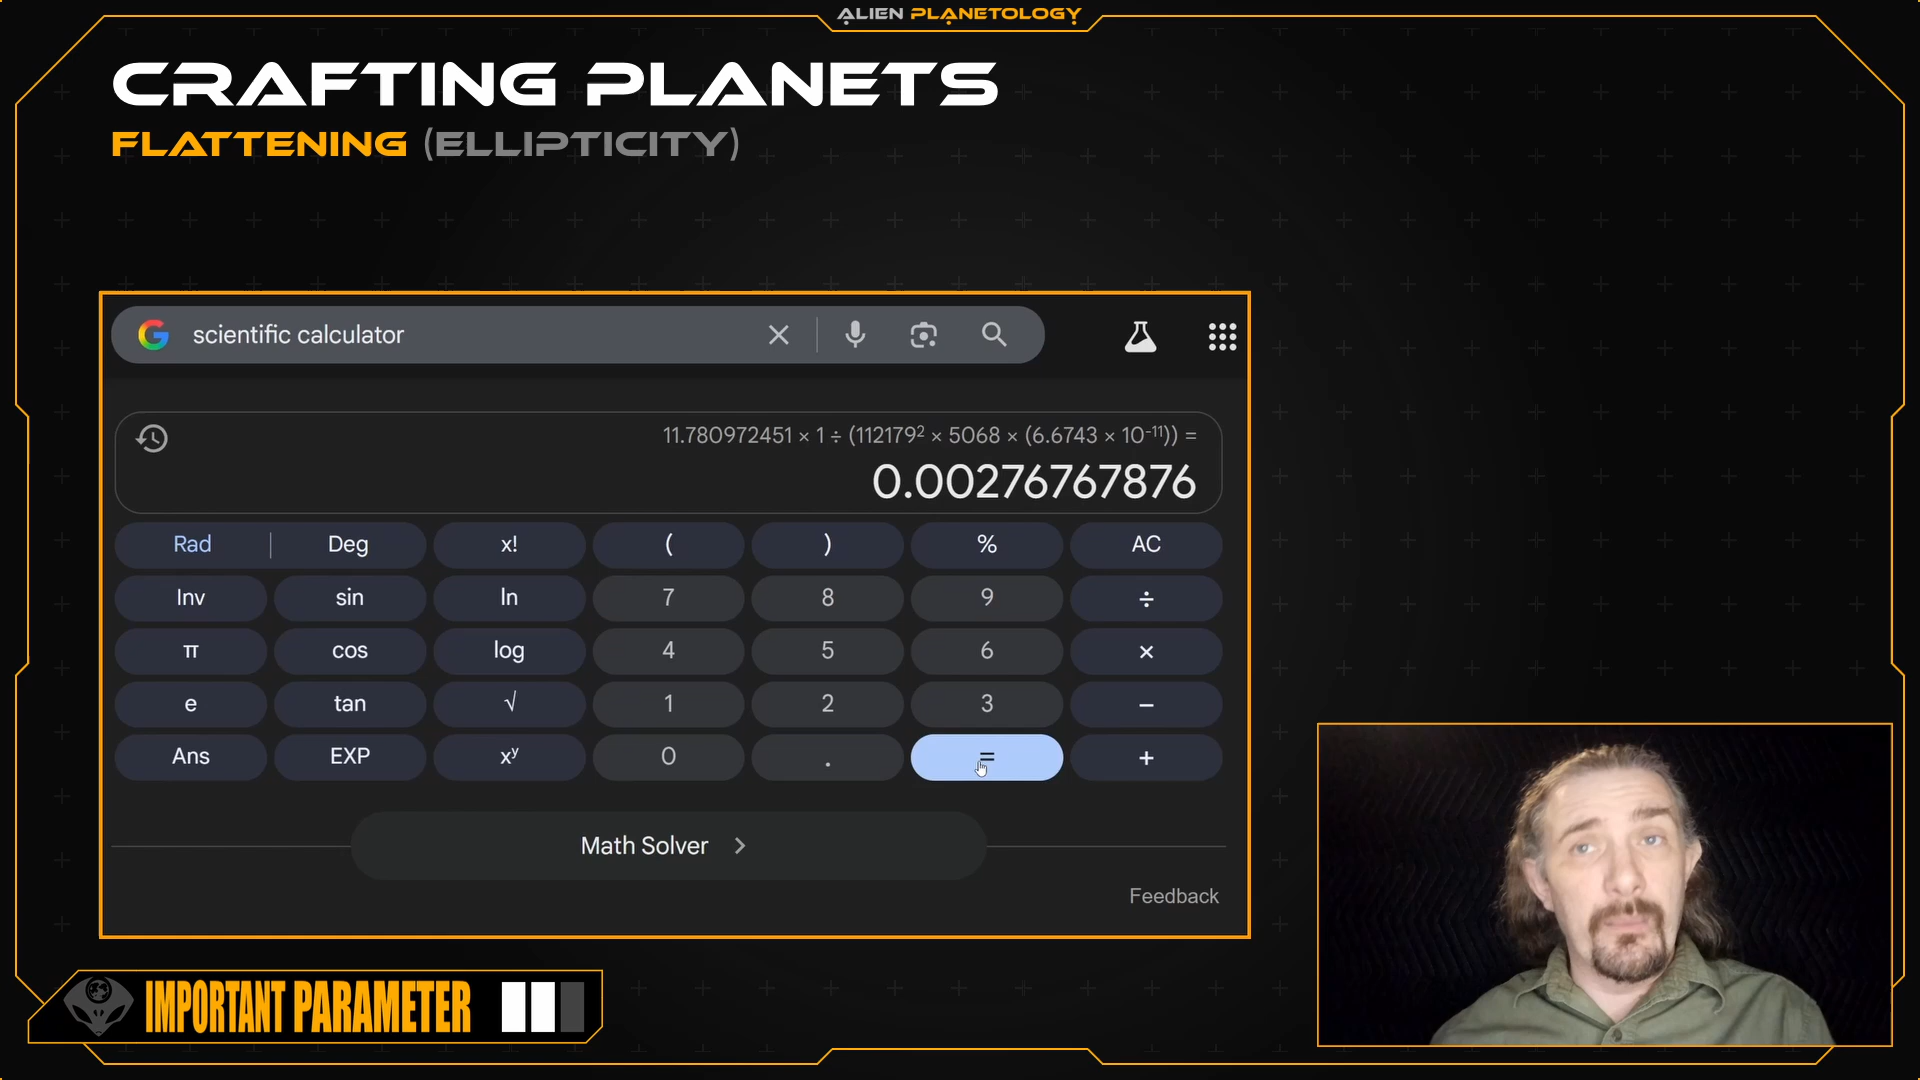 ALIEN PLANETOLOGY
CRAFTING PLANETS
FLATTENING (ELLIPTICITY)
scientific calculator
11.780972451 × 1 ÷ (112179² × 5068 × (6.6743 × 10⁻¹¹)) =
0.00276767876
Rad | Deg x! ( ) % AC
Inv sin ln 7 8 9 ÷
π cos log 4 5 6 ×
e tan √ 1 2 3 −
Ans EXP xʸ 0 . = +
Math Solver >
Feedback
IMPORTANT PARAMETER